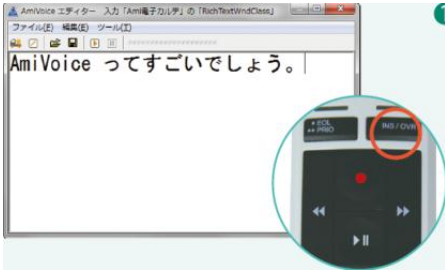 AmiVoice エディター 入力「Ami電子カルテ」の「RichTextWndClass」
ファイル(F) 編集(E) ツール(T)
AmiVoice ってすごいでしょう。
1
● EOL
●● PRIO
INS / OVR